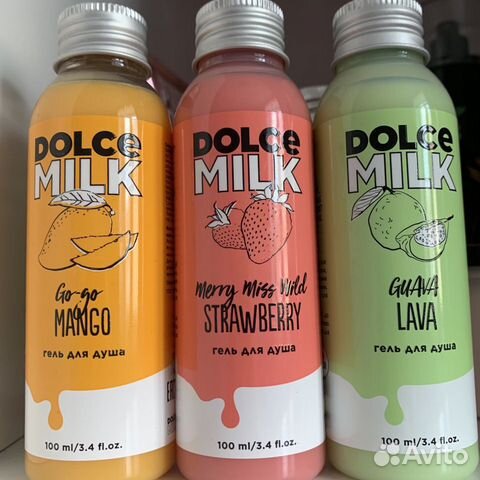 DOLCE
MILK
Go-go
MANGO
гель для душа
100 ml/3.4 fl.oz.
DOLCE
MILK
Merry Miss Wild
STRAWBERRY
гель для душа
100 ml/3.4 fl.oz.
DOLCE
MILK
GUAVA
LAVA
гель для душа
100 ml/3.4 fl.oz.
Avito